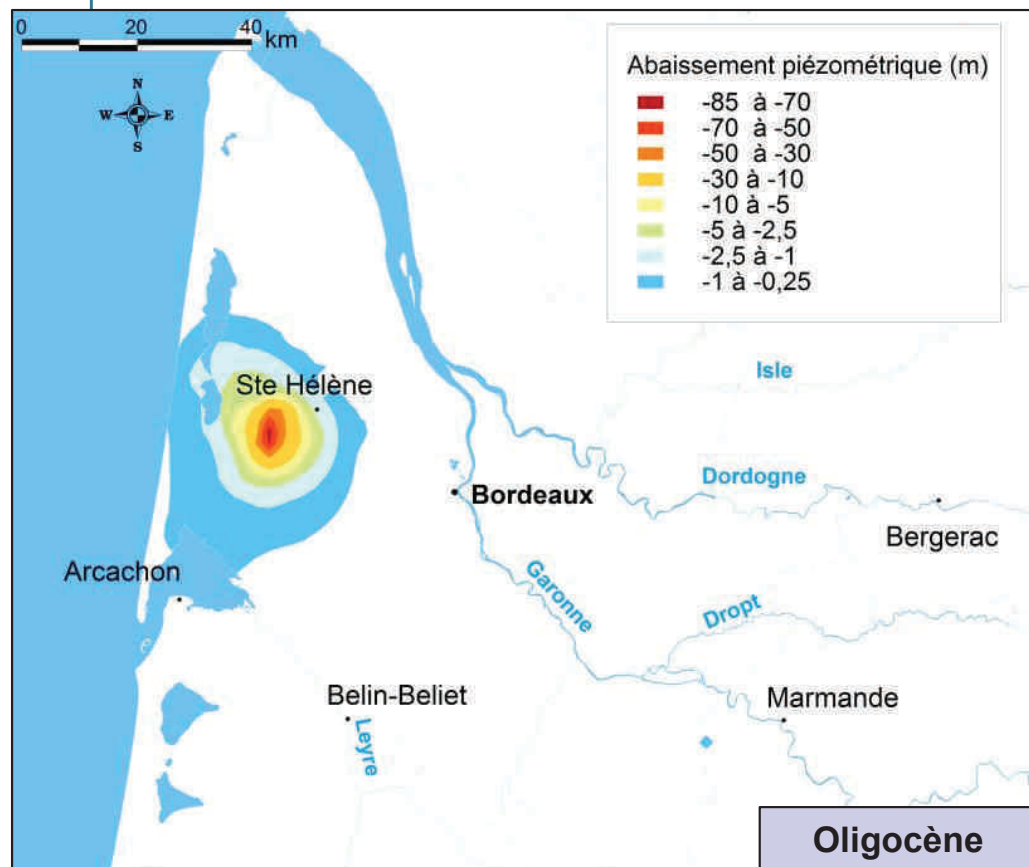 0 20 40
km
N
W E
S
Abaissement piézométrique (m)
-85 à -70
-70 à -50
-50 à -30
-30 à -10
-10 à -5
-5 à -2,5
-2,5 à -1
-1 à -0,25
Isle
Ste Hélène
Dordogne
Bordeaux
Bergerac
Arcachon
Garonne
Dropt
Belin-Beliet
Marmande
Leyre
Oligocène